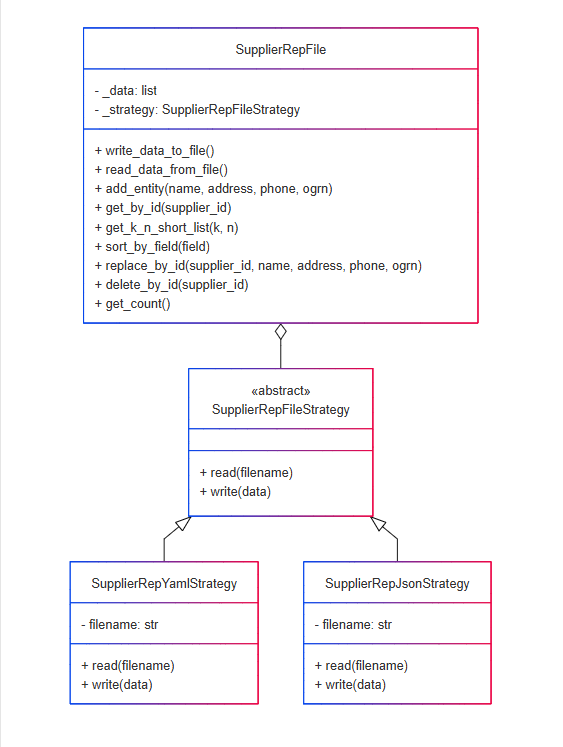 SupplierRepFile
- _data: list
- _strategy: SupplierRepFileStrategy
+ write_data_to_file()
+ read_data_from_file()
+ add_entity(name, address, phone, ogrn)
+ get_by_id(supplier_id)
+ get_k_n_short_list(k, n)
+ sort_by_field(field)
+ replace_by_id(supplier_id, name, address, phone, ogrn)
+ delete_by_id(supplier_id)
+ get_count()
«abstract»
SupplierRepFileStrategy
+ read(filename)
+ write(data)
SupplierRepYamlStrategy
- filename: str
+ read(filename)
+ write(data)
SupplierRepJsonStrategy
- filename: str
+ read(filename)
+ write(data)